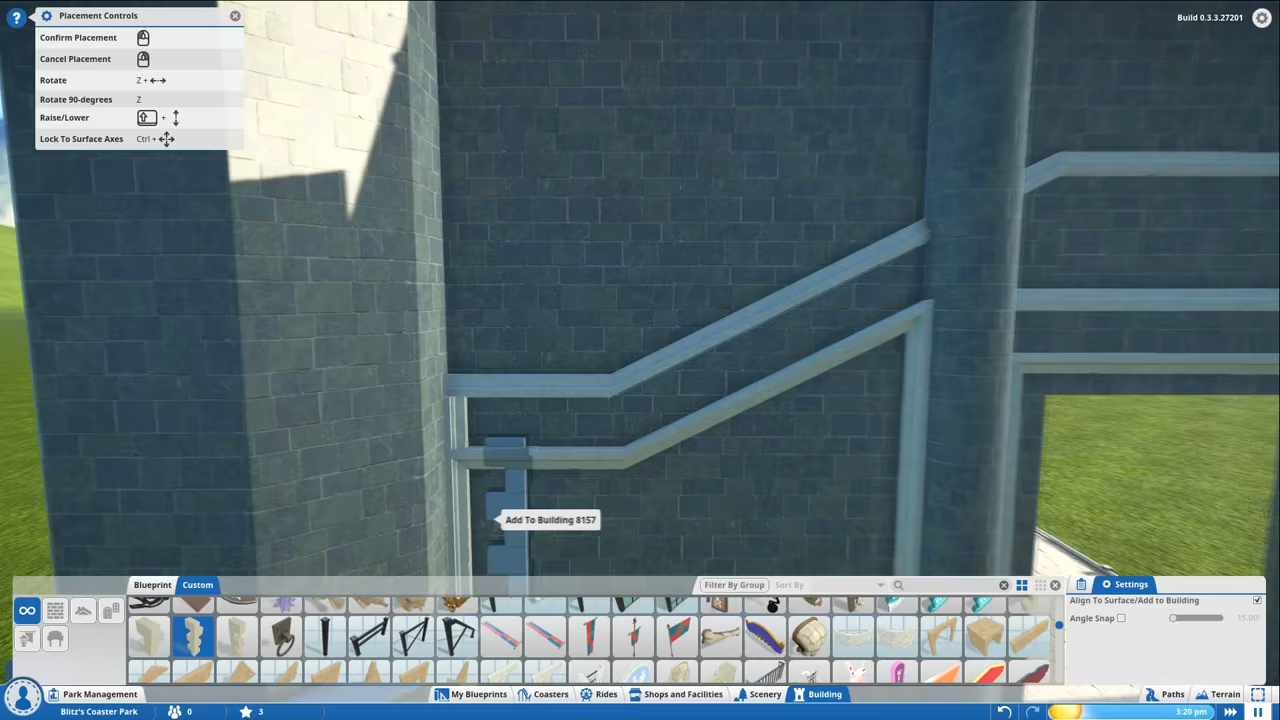 ? Placement Controls
Build 0.3.3.27201
Confirm Placement
Cancel Placement
Rotate Z +
Rotate 90-degrees Z
Raise/Lower +
Lock To Surface Axes Ctrl +
Add To Building 8157
Blueprint Custom Filter By Group Sort By Settings
Align To Surface/Add to Building
Angle Snap 15.00°
Park Management My Blueprints Coasters Rides Shops and Facilities Scenery Building Paths Terrain
Blitz's Coaster Park 0 3 3:20 pm